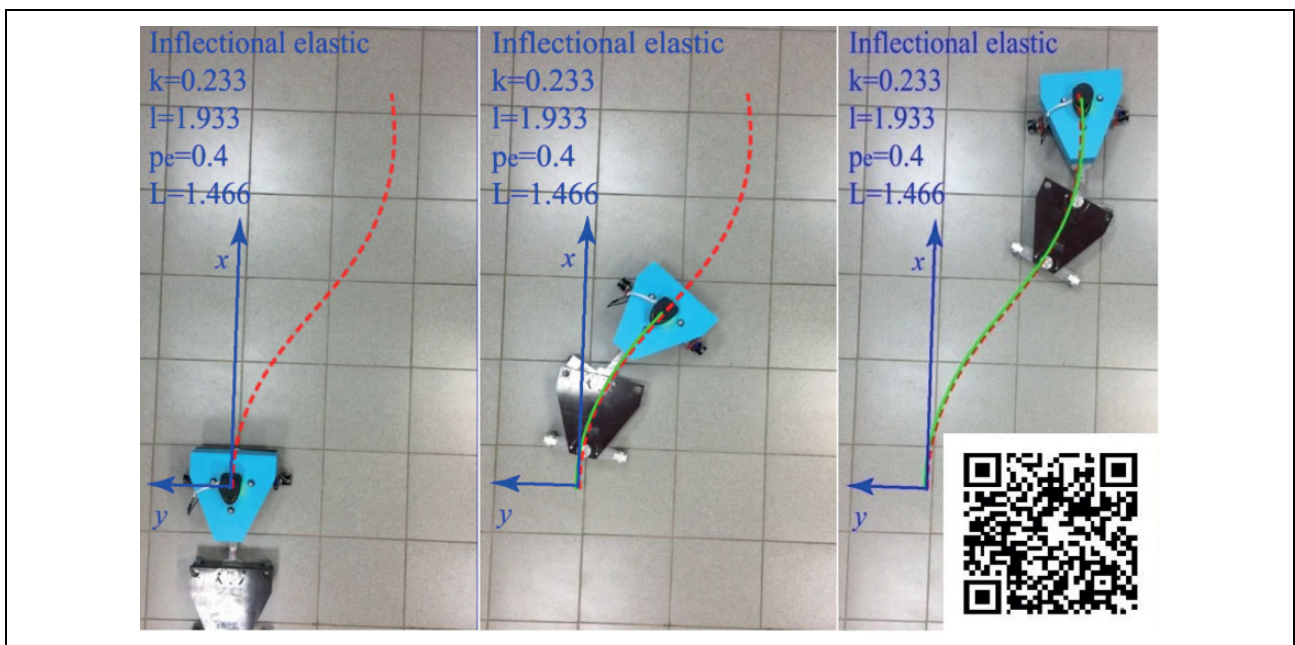 Inflectional elastic
k=0.233
l=1.933
pe=0.4
L=1.466
x
y
Inflectional elastic
k=0.233
l=1.933
pe=0.4
L=1.466
x
y
Inflectional elastic
k=0.233
l=1.933
pe=0.4
L=1.466
x
y